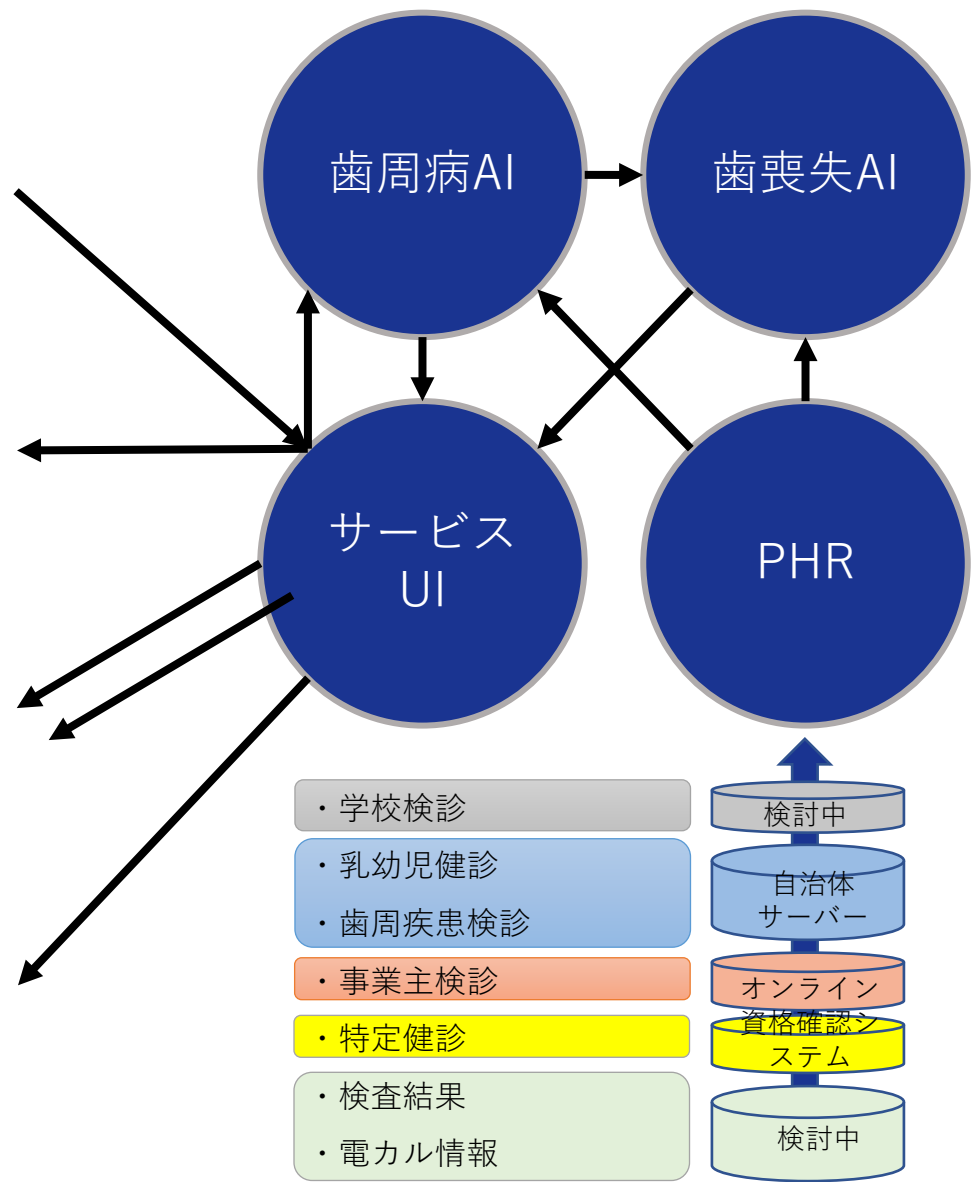 歯周病AI
歯喪失AI
サービス
UI
PHR
・学校検診
検討中
・乳幼児健診
・歯周疾患検診
自治体
サーバー
・事業主検診
オンライン
資格確認シ
ステム
・特定健診
・検査結果
・電カル情報
検討中